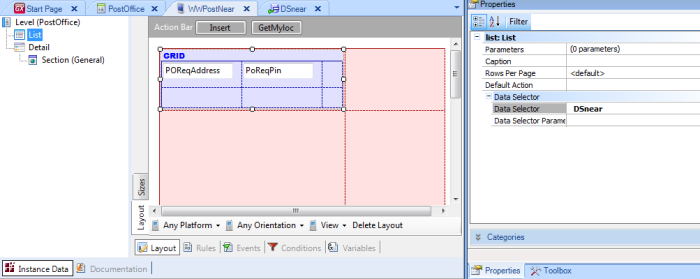 Start Page
PostOffice
WWPostNear
DSnear
Level (PostOffice)
List
Detail
Section (General)
Action Bar
Insert
GetMyloc
GRID
POReqAddress
PoReqPin
Sizes
Layout
Any Platform
Any Orientation
View
Delete Layout
Layout
Rules
Events
Conditions
Variables
Instance Data
Documentation
Properties
Filter
list: List
Parameters (0 parameters)
Caption
Rows Per Page <default>
Default Action
Data Selector
Data Selector DSnear
Data Selector Parame
Categories
Properties
Toolbox